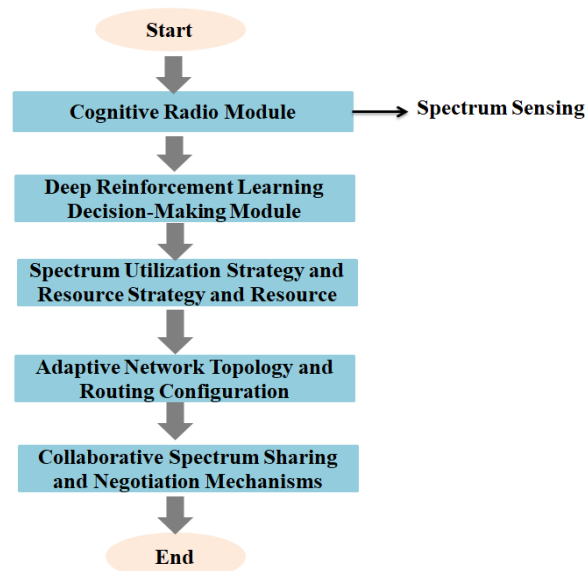 Start
Cognitive Radio Module
Spectrum Sensing
Deep Reinforcement Learning
Decision-Making Module
Spectrum Utilization Strategy and
Resource Strategy and Resource
Adaptive Network Topology and
Routing Configuration
Collaborative Spectrum Sharing
and Negotiation Mechanisms
End